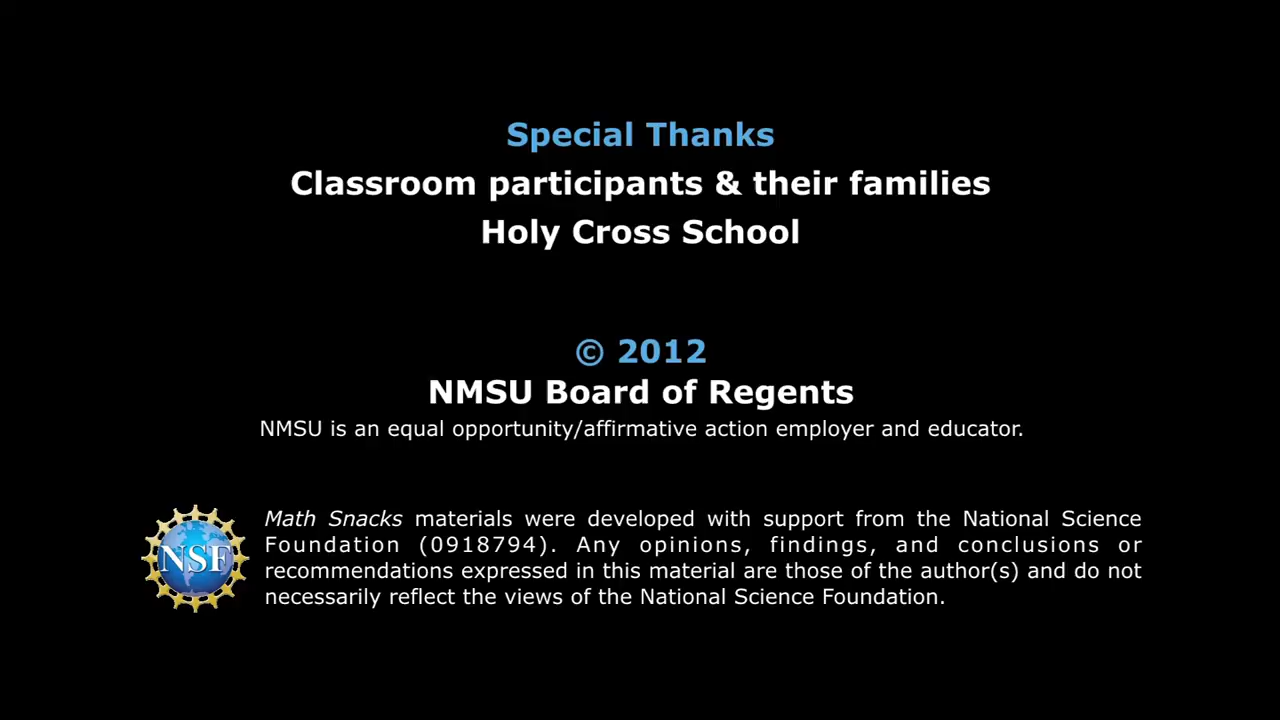 Special Thanks
Classroom participants & their families
Holy Cross School
© 2012
NMSU Board of Regents
NMSU is an equal opportunity/affirmative action employer and educator.
Math Snacks materials were developed with support from the National Science
Foundation (0918794). Any opinions, findings, and conclusions or
recommendations expressed in this material are those of the author(s) and do not
necessarily reflect the views of the National Science Foundation.
NSF